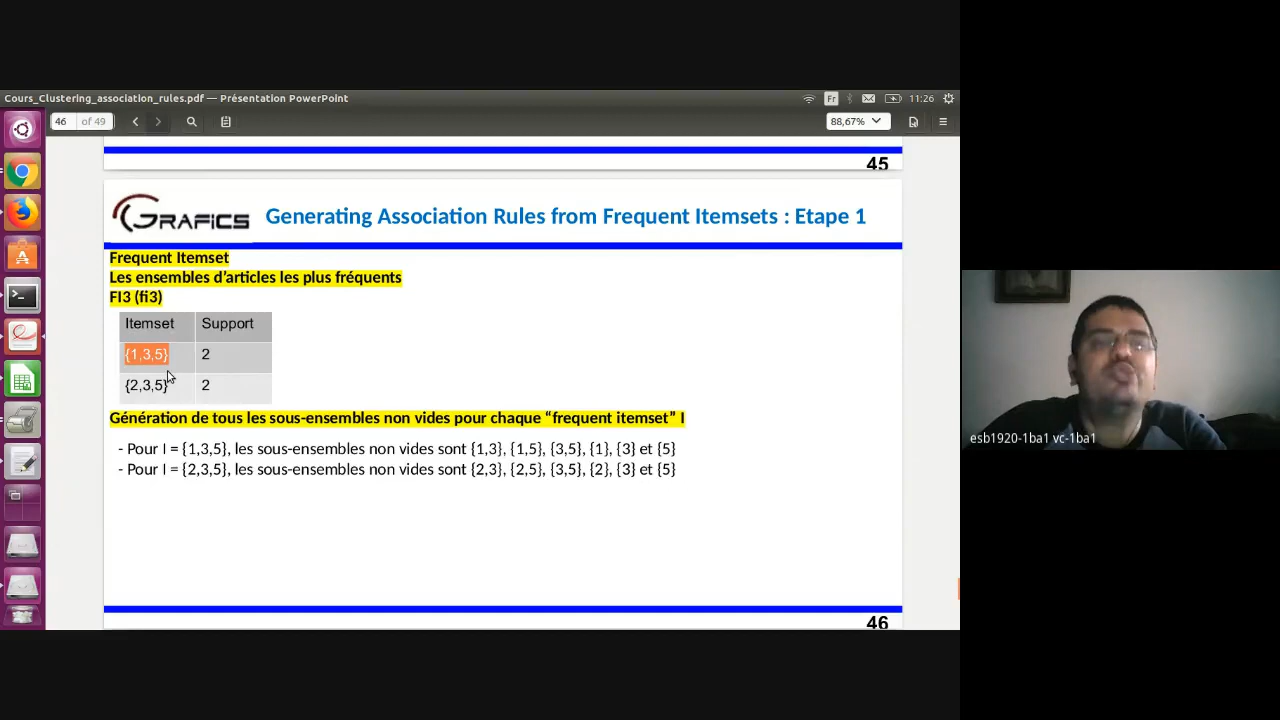 Cours_Clustering_association_rules.pdf — Présentation PowerPoint
Fr
11:26
46 of 49
88,67%
45
GRAFICS
Generating Association Rules from Frequent Itemsets : Etape 1
Frequent Itemset
Les ensembles d'articles les plus fréquents
FI3 (fi3)
Itemset Support
{1,3,5} 2
{2,3,5} 2
Génération de tous les sous-ensembles non vides pour chaque “frequent itemset” I
- Pour I = {1,3,5}, les sous-ensembles non vides sont {1,3}, {1,5}, {3,5}, {1}, {3} et {5}
- Pour I = {2,3,5}, les sous-ensembles non vides sont {2,3}, {2,5}, {3,5}, {2}, {3} et {5}
46
esb1920-1ba1 vc-1ba1